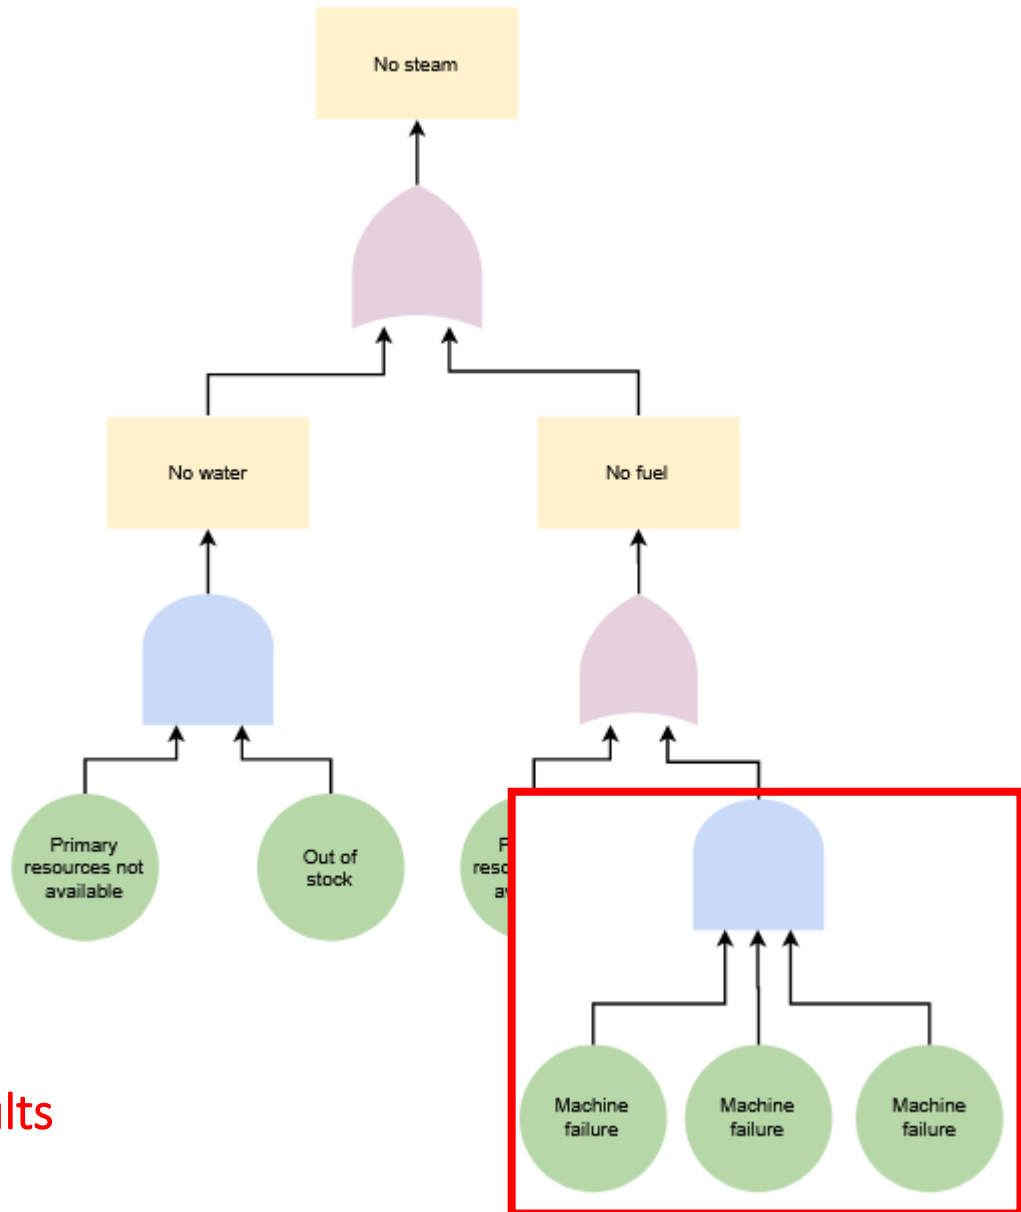 No steam
No water
No fuel
Primary
resources not
available
Out of
stock
Machine
failure
Machine
failure
Machine
failure